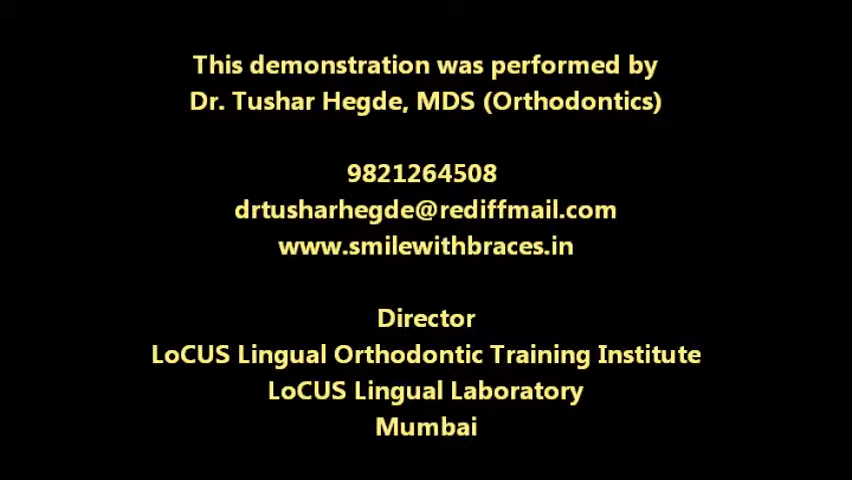 This demonstration was performed by
Dr. Tushar Hegde, MDS (Orthodontics)
9821264508
drtusharhegde@rediffmail.com
www.smilewithbraces.in
Director
LoCUS Lingual Orthodontic Training Institute
LoCUS Lingual Laboratory
Mumbai